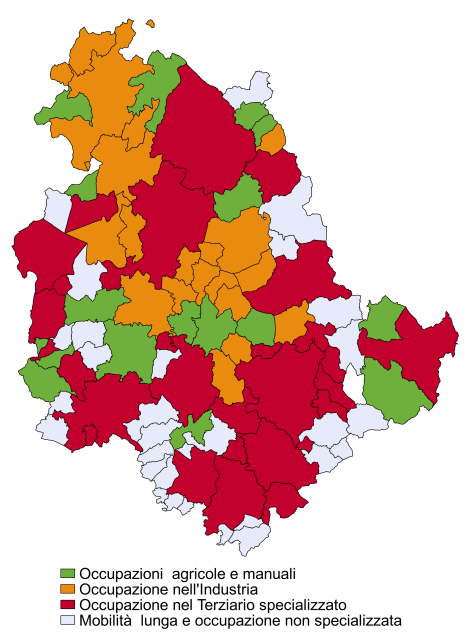 Occupazioni agricole e manuali
Occupazione nell'Industria
Occupazione nel Terziario specializzato
Mobilità lunga e occupazione non specializzata